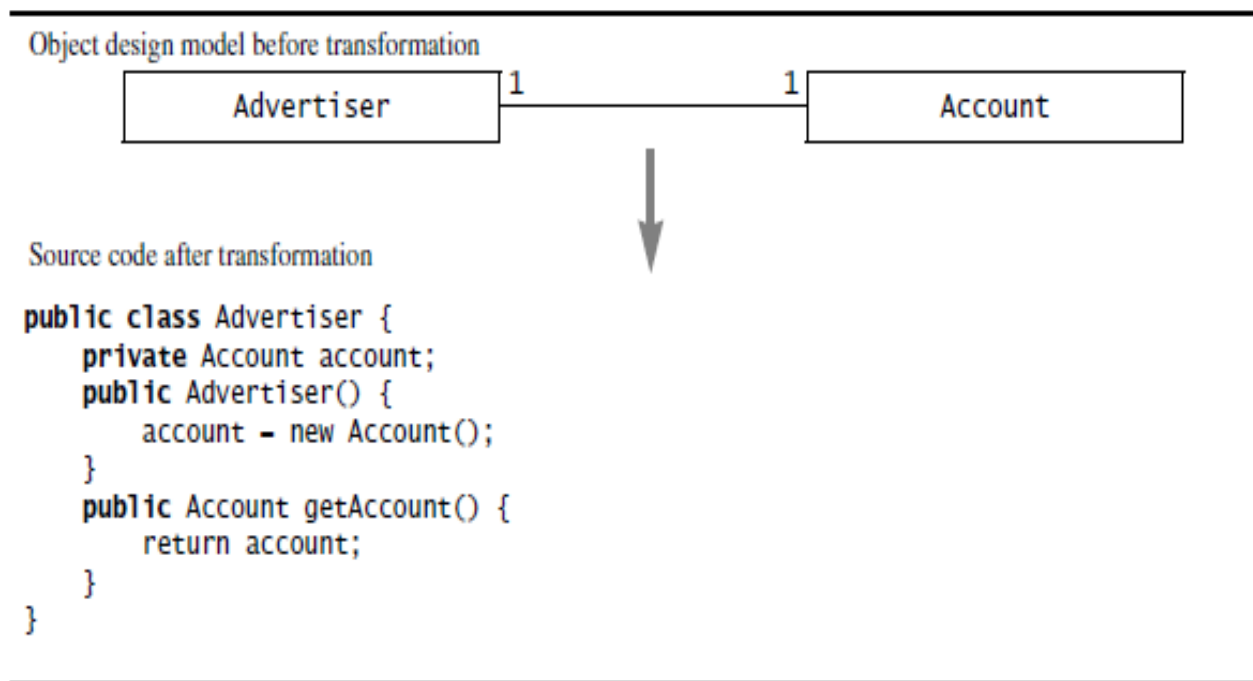 Object design model before transformation
Advertiser 1 1 Account
Source code after transformation
public class Advertiser {
    private Account account;
    public Advertiser() {
        account = new Account();
    }
    public Account getAccount() {
        return account;
    }
}